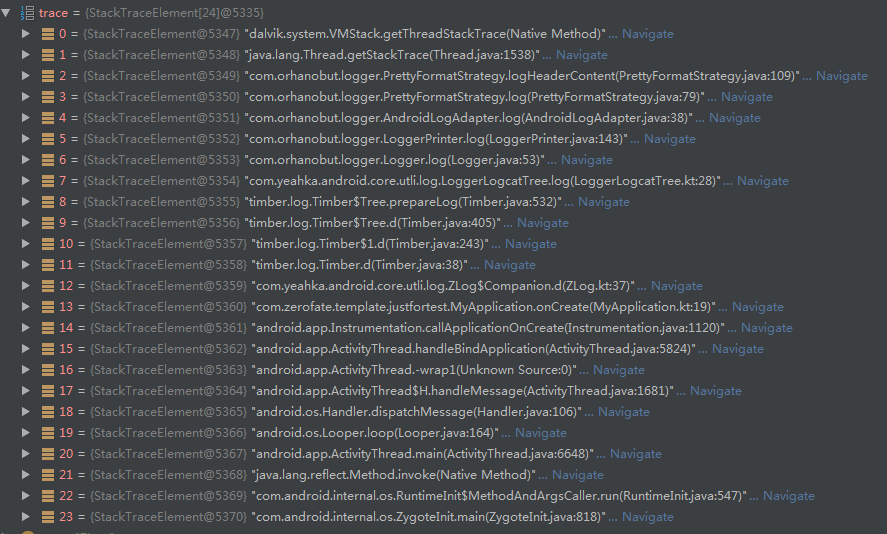 trace = {StackTraceElement[24]@5335}
0 = {StackTraceElement@5347} "dalvik.system.VMStack.getThreadStackTrace(Native Method)"... Navigate
1 = {StackTraceElement@5348} "java.lang.Thread.getStackTrace(Thread.java:1538)"... Navigate
2 = {StackTraceElement@5349} "com.orhanobut.logger.PrettyFormatStrategy.logHeaderContent(PrettyFormatStrategy.java:109)"... Navigate
3 = {StackTraceElement@5350} "com.orhanobut.logger.PrettyFormatStrategy.log(PrettyFormatStrategy.java:79)"... Navigate
4 = {StackTraceElement@5351} "com.orhanobut.logger.AndroidLogAdapter.log(AndroidLogAdapter.java:38)"... Navigate
5 = {StackTraceElement@5352} "com.orhanobut.logger.LoggerPrinter.log(LoggerPrinter.java:143)"... Navigate
6 = {StackTraceElement@5353} "com.orhanobut.logger.Logger.log(Logger.java:53)"... Navigate
7 = {StackTraceElement@5354} "com.yeahka.android.core.utli.log.LoggerLogcatTree.log(LoggerLogcatTree.kt:28)"... Navigate
8 = {StackTraceElement@5355} "timber.log.Timber$Tree.prepareLog(Timber.java:532)"... Navigate
9 = {StackTraceElement@5356} "timber.log.Timber$Tree.d(Timber.java:405)"... Navigate
10 = {StackTraceElement@5357} "timber.log.Timber$1.d(Timber.java:243)"... Navigate
11 = {StackTraceElement@5358} "timber.log.Timber.d(Timber.java:38)"... Navigate
12 = {StackTraceElement@5359} "com.yeahka.android.core.utli.log.ZLog$Companion.d(ZLog.kt:37)"... Navigate
13 = {StackTraceElement@5360} "com.zerofate.template.justfortest.MyApplication.onCreate(MyApplication.kt:19)"... Navigate
14 = {StackTraceElement@5361} "android.app.Instrumentation.callApplicationOnCreate(Instrumentation.java:1120)"... Navigate
15 = {StackTraceElement@5362} "android.app.ActivityThread.handleBindApplication(ActivityThread.java:5824)"... Navigate
16 = {StackTraceElement@5363} "android.app.ActivityThread.-wrap1(Unknown Source:0)"... Navigate
17 = {StackTraceElement@5364} "android.app.ActivityThread$H.handleMessage(ActivityThread.java:1681)"... Navigate
18 = {StackTraceElement@5365} "android.os.Handler.dispatchMessage(Handler.java:106)"... Navigate
19 = {StackTraceElement@5366} "android.os.Looper.loop(Looper.java:164)"... Navigate
20 = {StackTraceElement@5367} "android.app.ActivityThread.main(ActivityThread.java:6648)"... Navigate
21 = {StackTraceElement@5368} "java.lang.reflect.Method.invoke(Native Method)"... Navigate
22 = {StackTraceElement@5369} "com.android.internal.os.RuntimeInit$MethodAndArgsCaller.run(RuntimeInit.java:547)"... Navigate
23 = {StackTraceElement@5370} "com.android.internal.os.ZygoteInit.main(ZygoteInit.java:818)"... Navigate